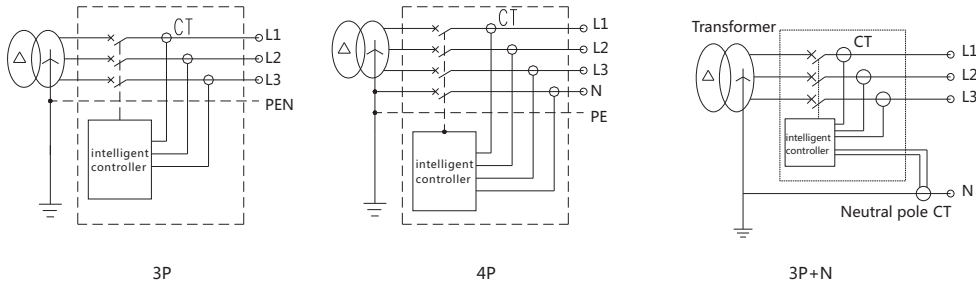 CT
L1
L2
L3
PEN
intelligent
controller
3P
CT
L1
L2
L3
N
PE
intelligent
controller
4P
Transformer
CT
L1
L2
L3
intelligent
controller
N
Neutral pole CT
3P+N